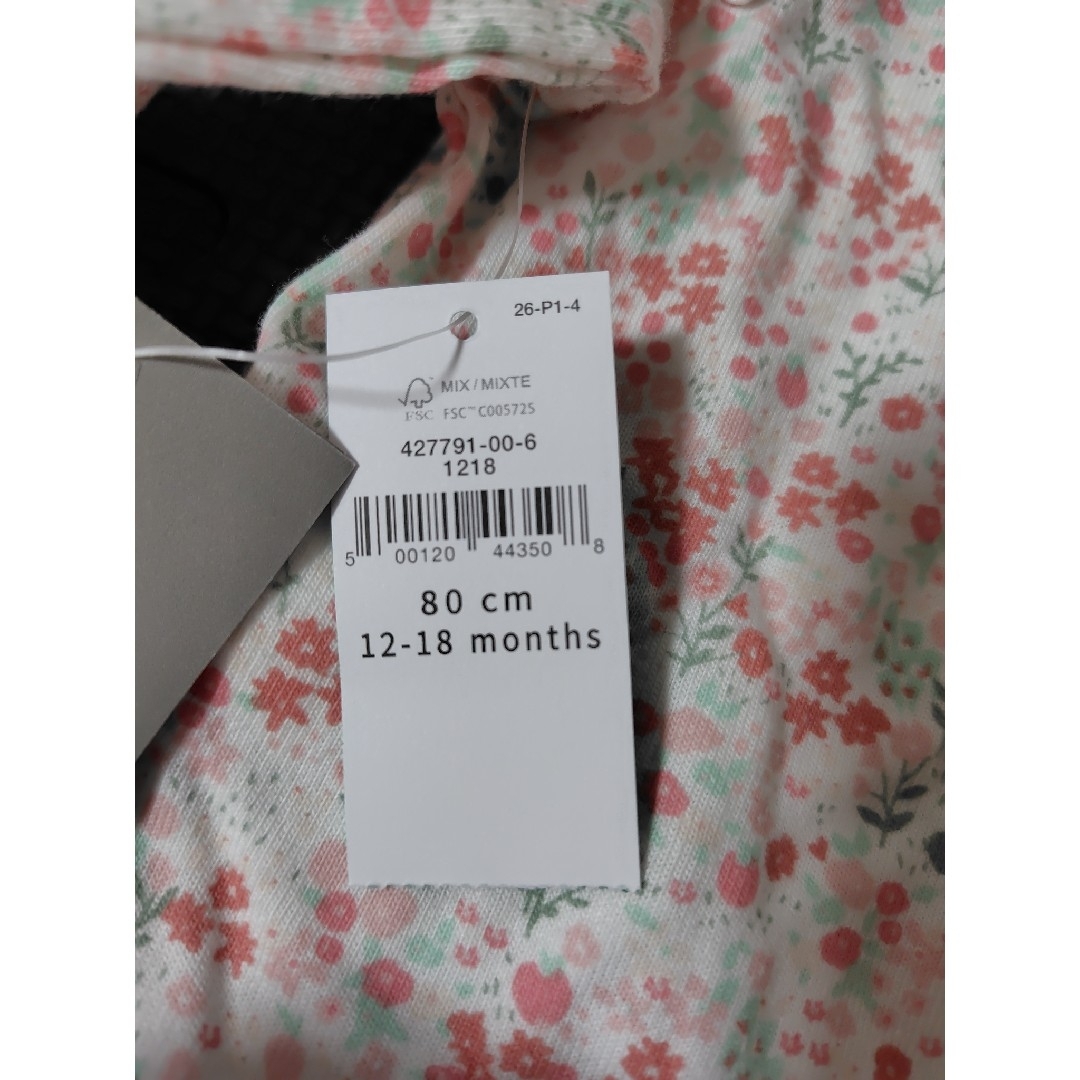 26-P1-4
MIX/MIXTE
FSC FSC™ C005725
427791-00-6
1218
5 00120 44350 8
80 cm
12-18 months